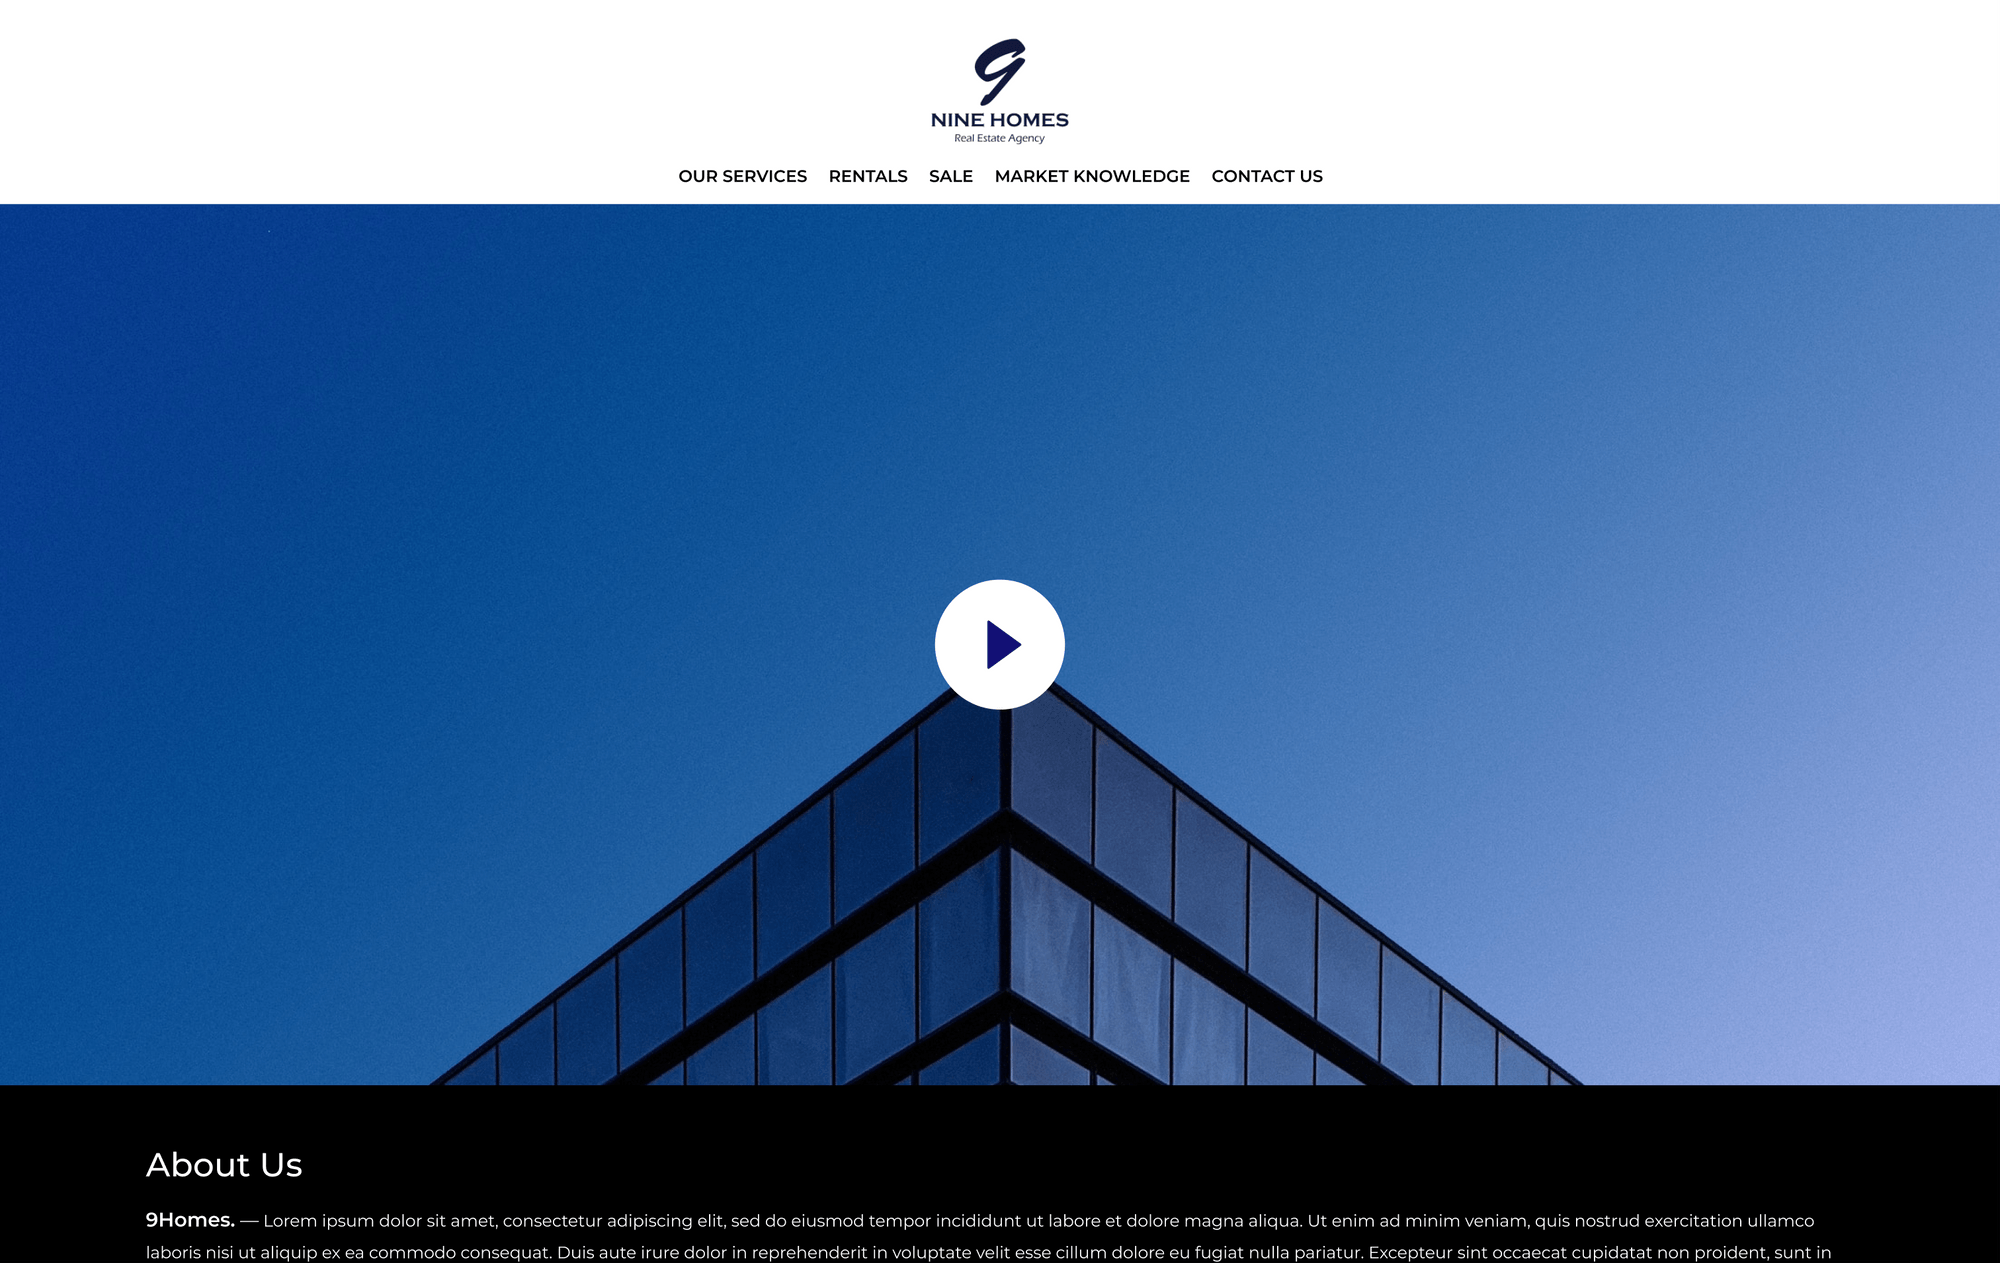 9
NINE HOMES
Real Estate Agency
OUR SERVICES RENTALS SALE MARKET KNOWLEDGE CONTACT US
About Us
9Homes. — Lorem ipsum dolor sit amet, consectetur adipiscing elit, sed do eiusmod tempor incididunt ut labore et dolore magna aliqua. Ut enim ad minim veniam, quis nostrud exercitation ullamco
laboris nisi ut aliquip ex ea commodo consequat. Duis aute irure dolor in reprehenderit in voluptate velit esse cillum dolore eu fugiat nulla pariatur. Excepteur sint occaecat cupidatat non proident, sunt in